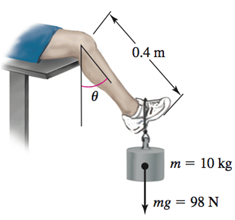 0.4 m
θ
m = 10 kg
mg = 98 N